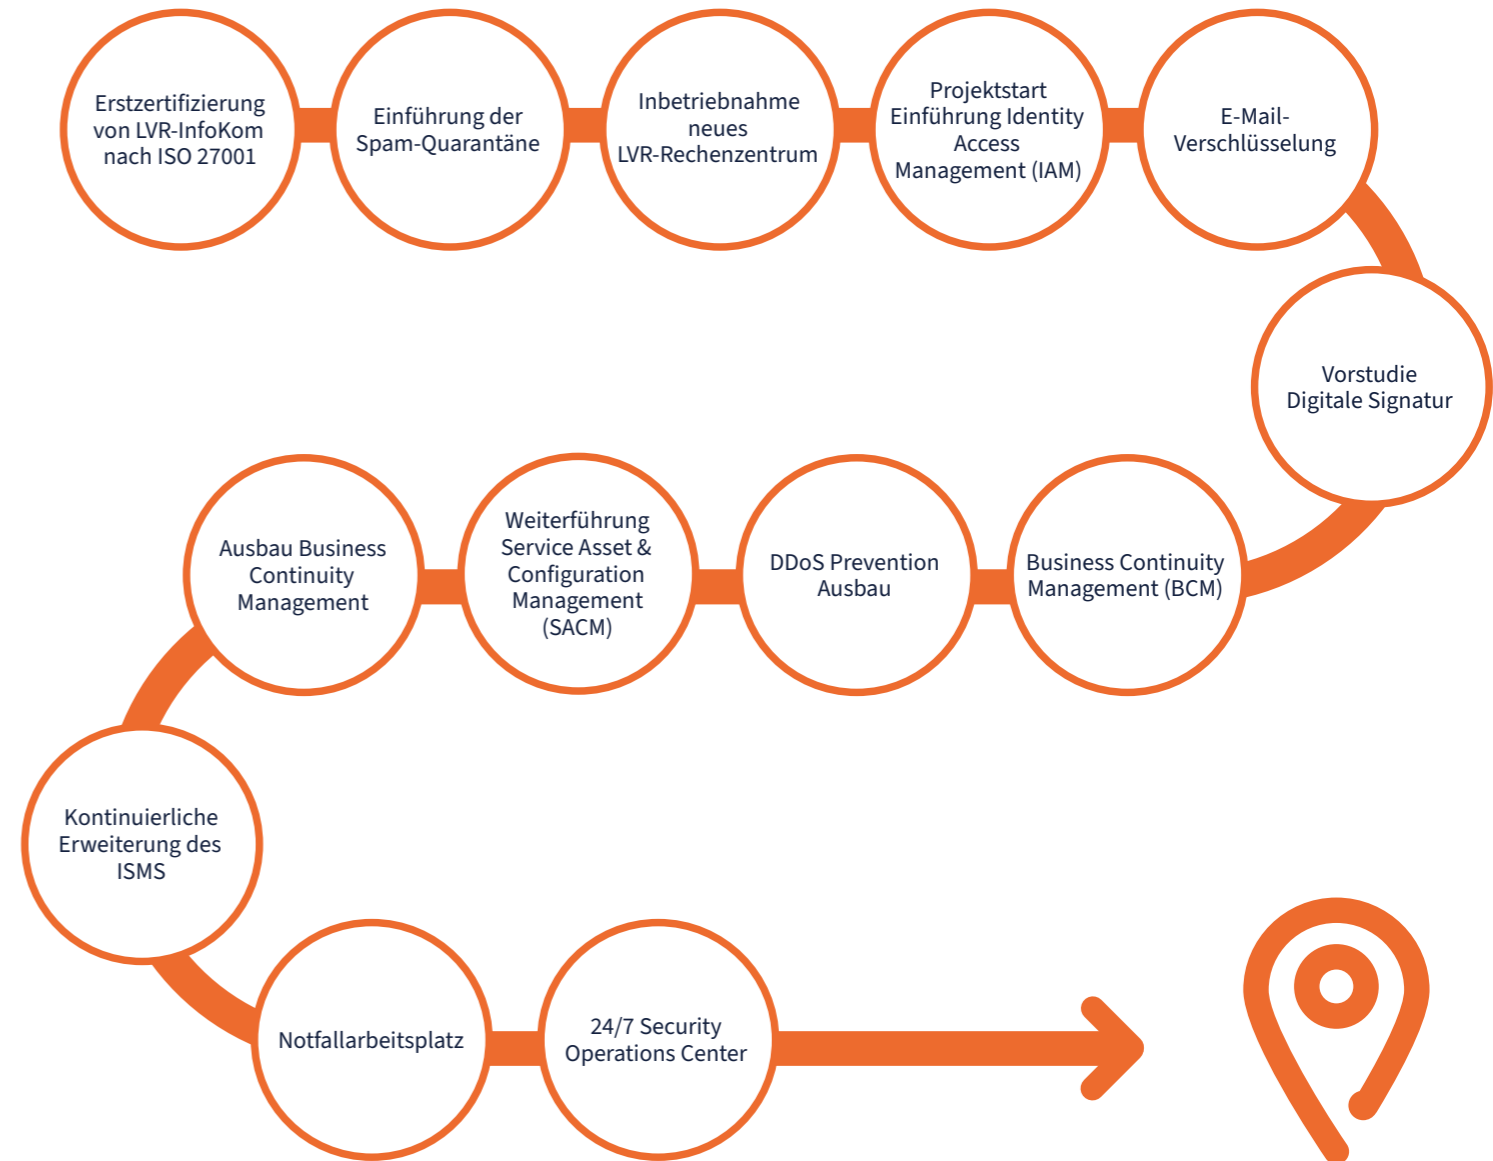 Erstzertifizierung
von LVR-InfoKom
nach ISO 27001
Einführung der
Spam-Quarantäne
Inbetriebnahme
neues
LVR-Rechenzentrum
Projektstart
Einführung Identity
Access
Management (IAM)
E-Mail-
Verschlüsselung
Vorstudie
Digitale Signatur
Business Continuity
Management (BCM)
DDoS Prevention
Ausbau
Weiterführung
Service Asset &
Configuration
Management
(SACM)
Ausbau Business
Continuity
Management
Kontinuierliche
Erweiterung des
ISMS
Notfallarbeitsplatz
24/7 Security
Operations Center